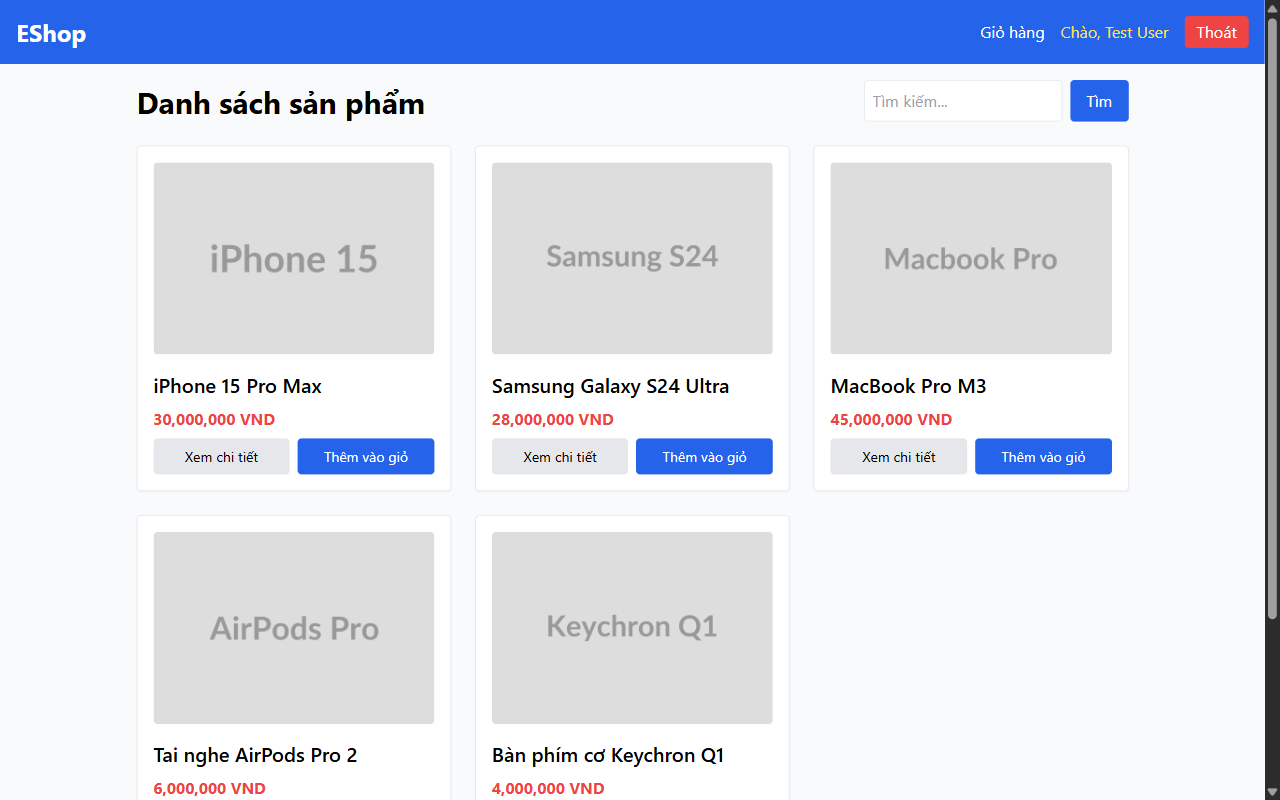 EShop
Giỏ hàng
Chào, Test User
Thoát
Danh sách sản phẩm
Tìm kiếm...
Tìm
iPhone 15
Samsung S24
Macbook Pro
iPhone 15 Pro Max
Samsung Galaxy S24 Ultra
MacBook Pro M3
30,000,000 VND
28,000,000 VND
45,000,000 VND
Xem chi tiết
Thêm vào giỏ
Xem chi tiết
Thêm vào giỏ
Xem chi tiết
Thêm vào giỏ
AirPods Pro
Keychron Q1
Tai nghe AirPods Pro 2
Bàn phím cơ Keychron Q1
6,000,000 VND
4,000,000 VND